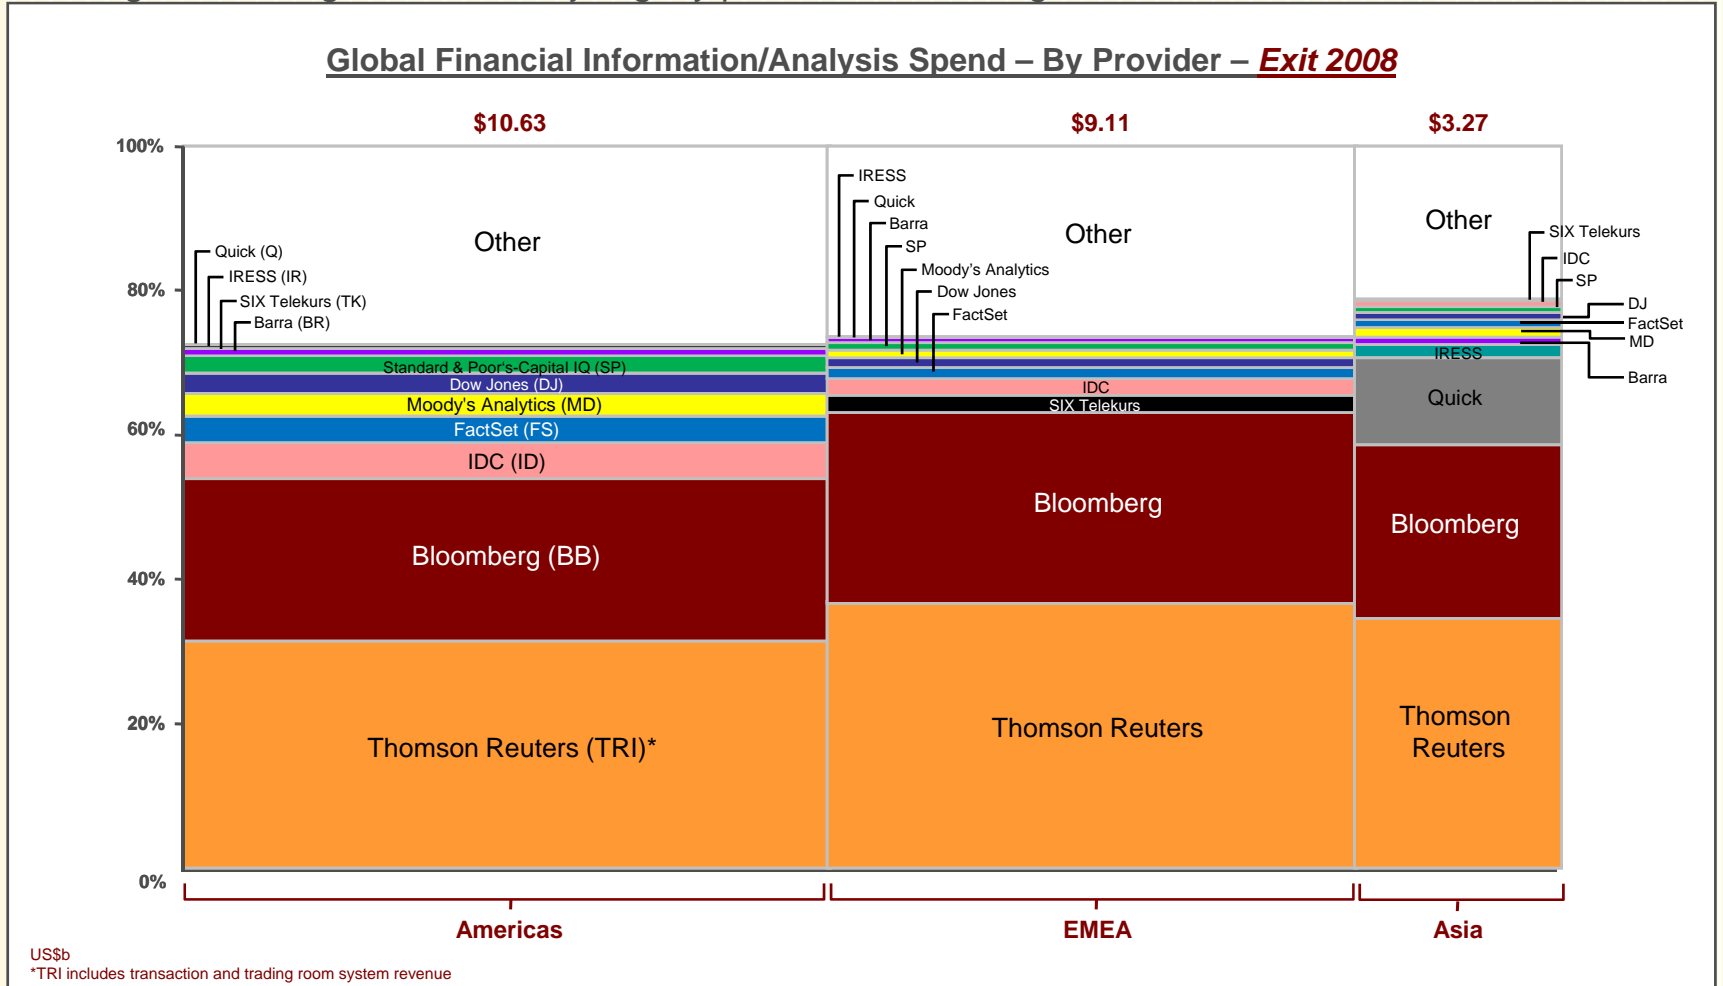 Global Financial Information/Analysis Spend – By Provider – Exit 2008
$10.63
$9.11
$3.27
100%
80%
60%
40%
20%
0%
Other
Quick (Q)
IRESS (IR)
SIX Telekurs (TK)
Barra (BR)
Standard & Poor's-Capital IQ (SP)
Dow Jones (DJ)
Moody's Analytics (MD)
FactSet (FS)
IDC (ID)
Bloomberg (BB)
Thomson Reuters (TRI)*
IRESS
Quick
Barra
SP
Moody's Analytics
Dow Jones
FactSet
Other
IDC
SIX Telekurs
Bloomberg
Thomson Reuters
Other
SIX Telekurs
IDC
SP
DJ
FactSet
MD
Barra
IRESS
Quick
Bloomberg
Thomson
Reuters
Americas
EMEA
Asia
US$b
*TRI includes transaction and trading room system revenue